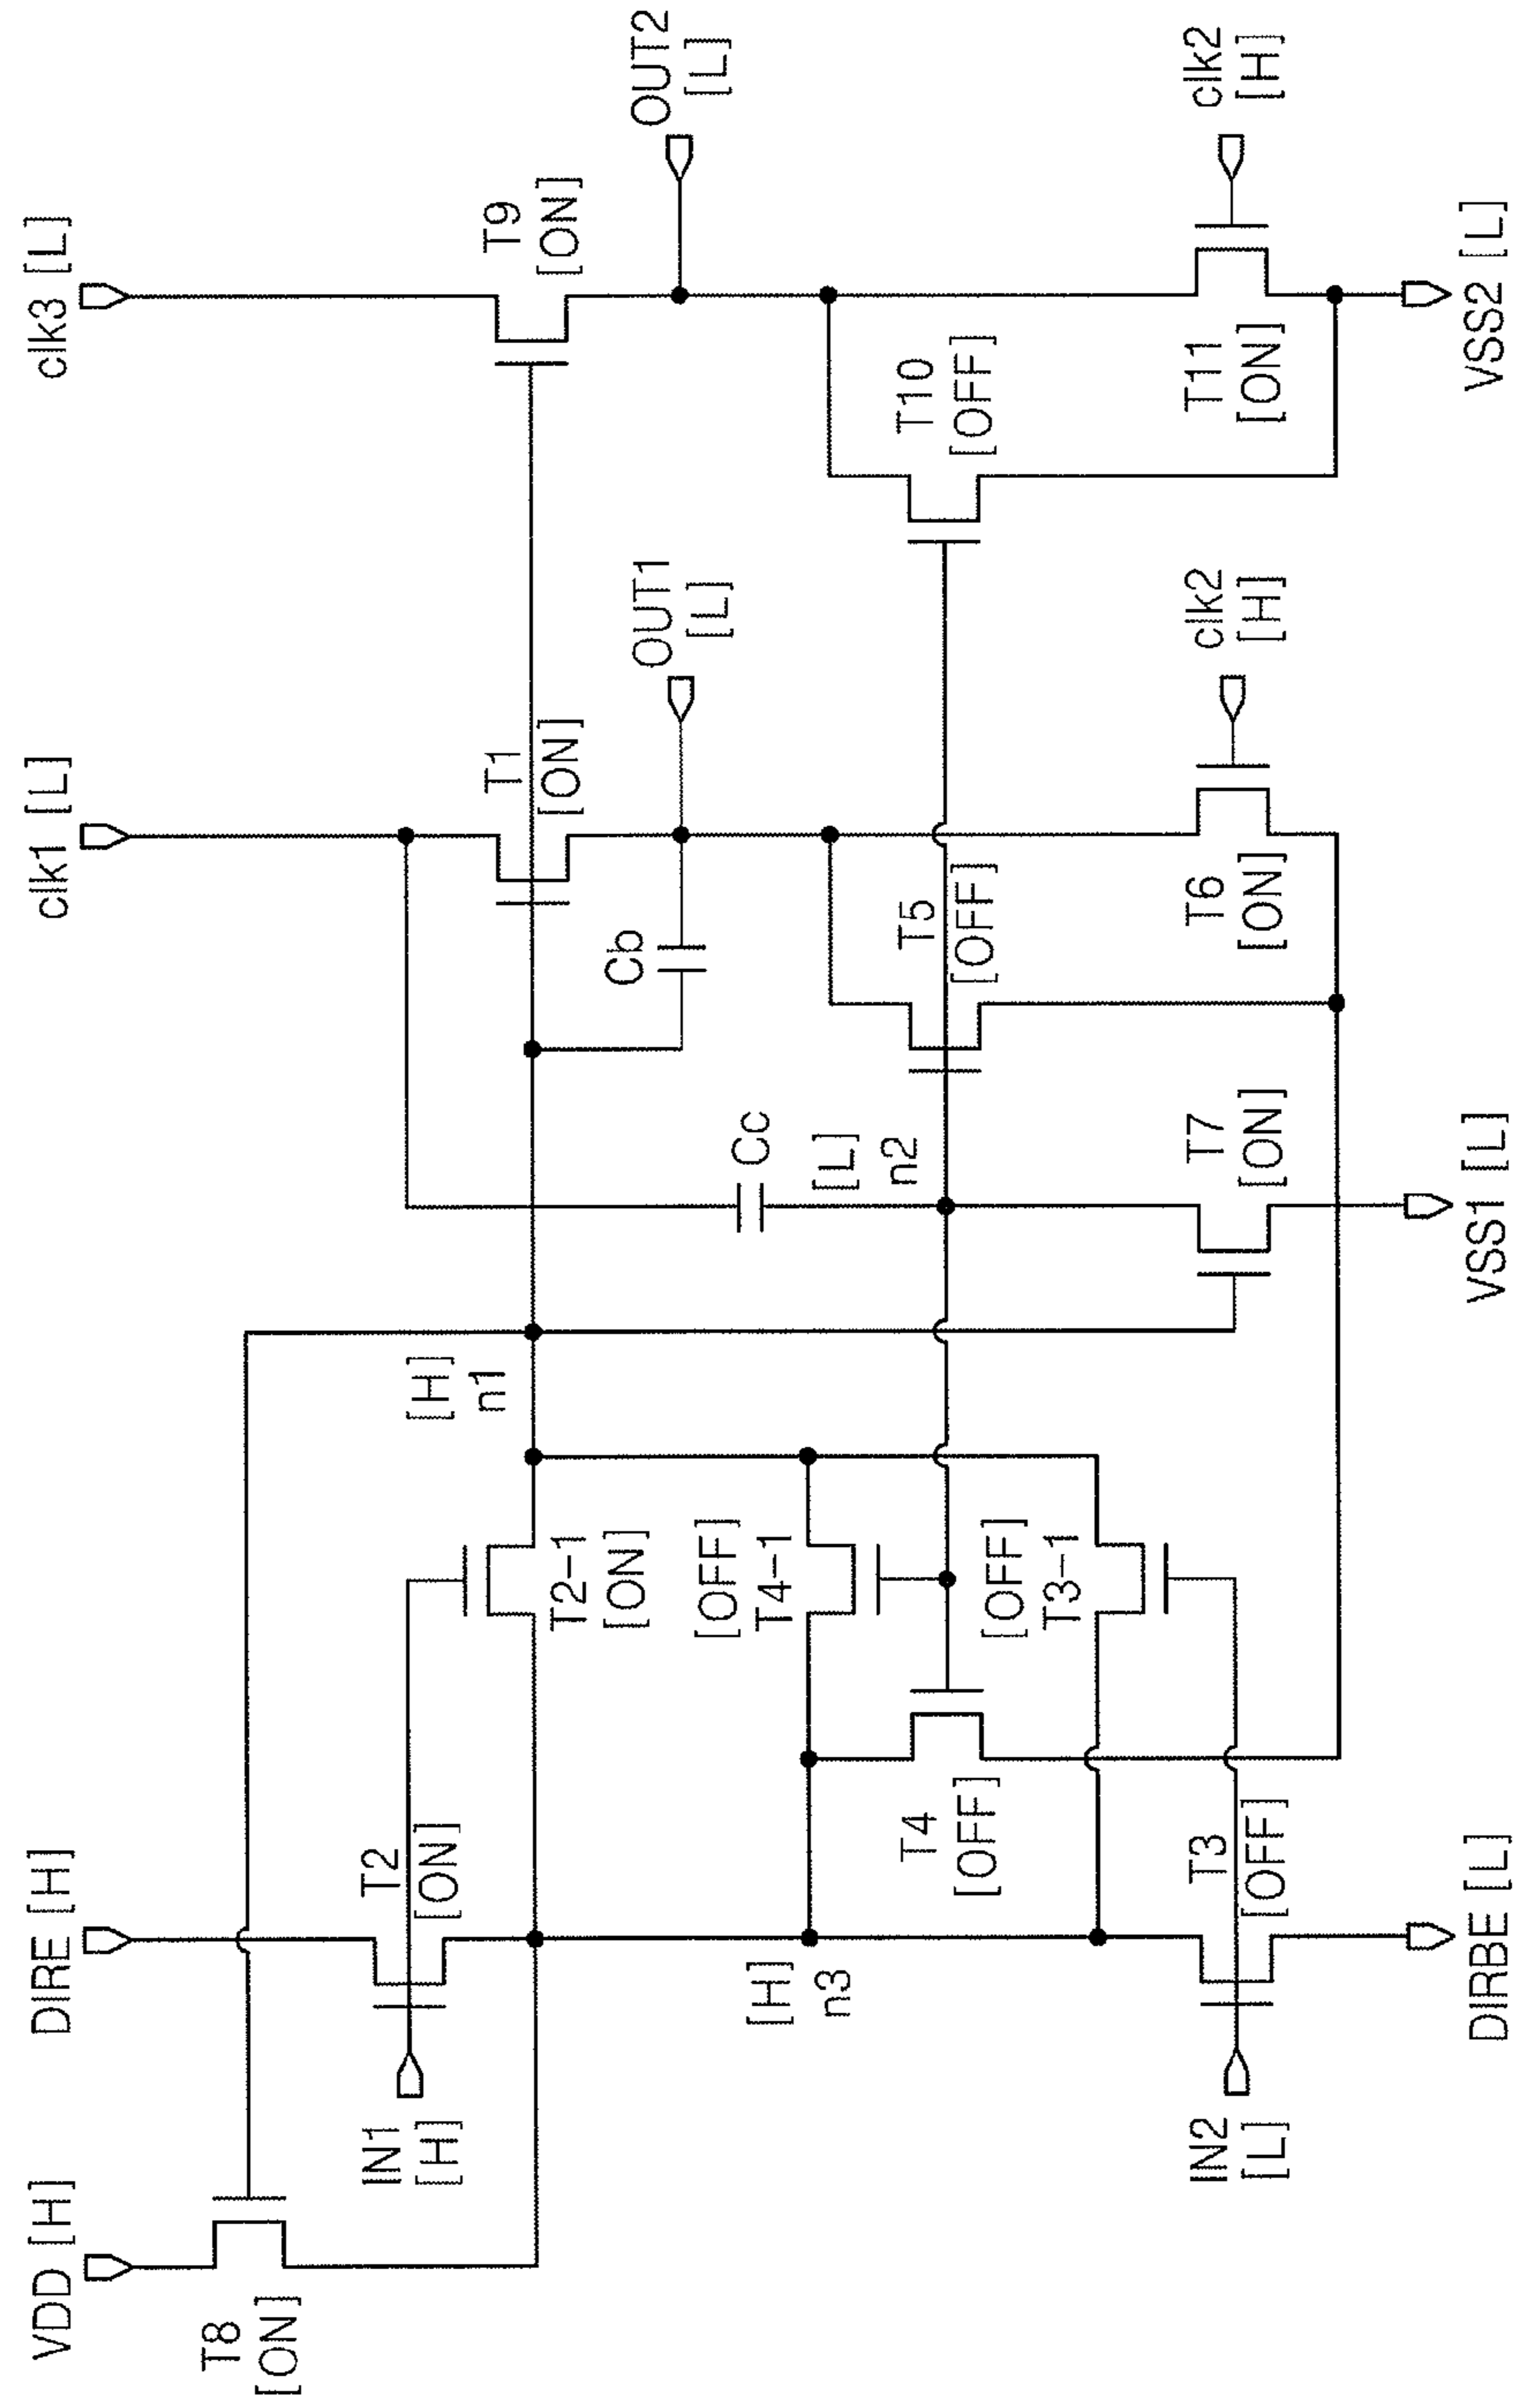 VDD [H]
DIRE [H]
clk1 [L]
clk3 [L]
T8
[ON]
IN1
[H]
T2
[ON]
T2-1
[ON]
[H]
n1
T1
[ON]
T9
[ON]
Cb
OUT1
[L]
OUT2
[L]
[H]
n3
[OFF]
T4-1
Cc
[L]
n2
T4
[OFF]
[OFF]
T3-1
T5
[OFF]
T10
[OFF]
IN2
[L]
T3
[OFF]
T7
[ON]
T6
[ON]
clk2
[H]
T11
[ON]
clk2
[H]
DIRBE [L]
VSS1 [L]
VSS2 [L]